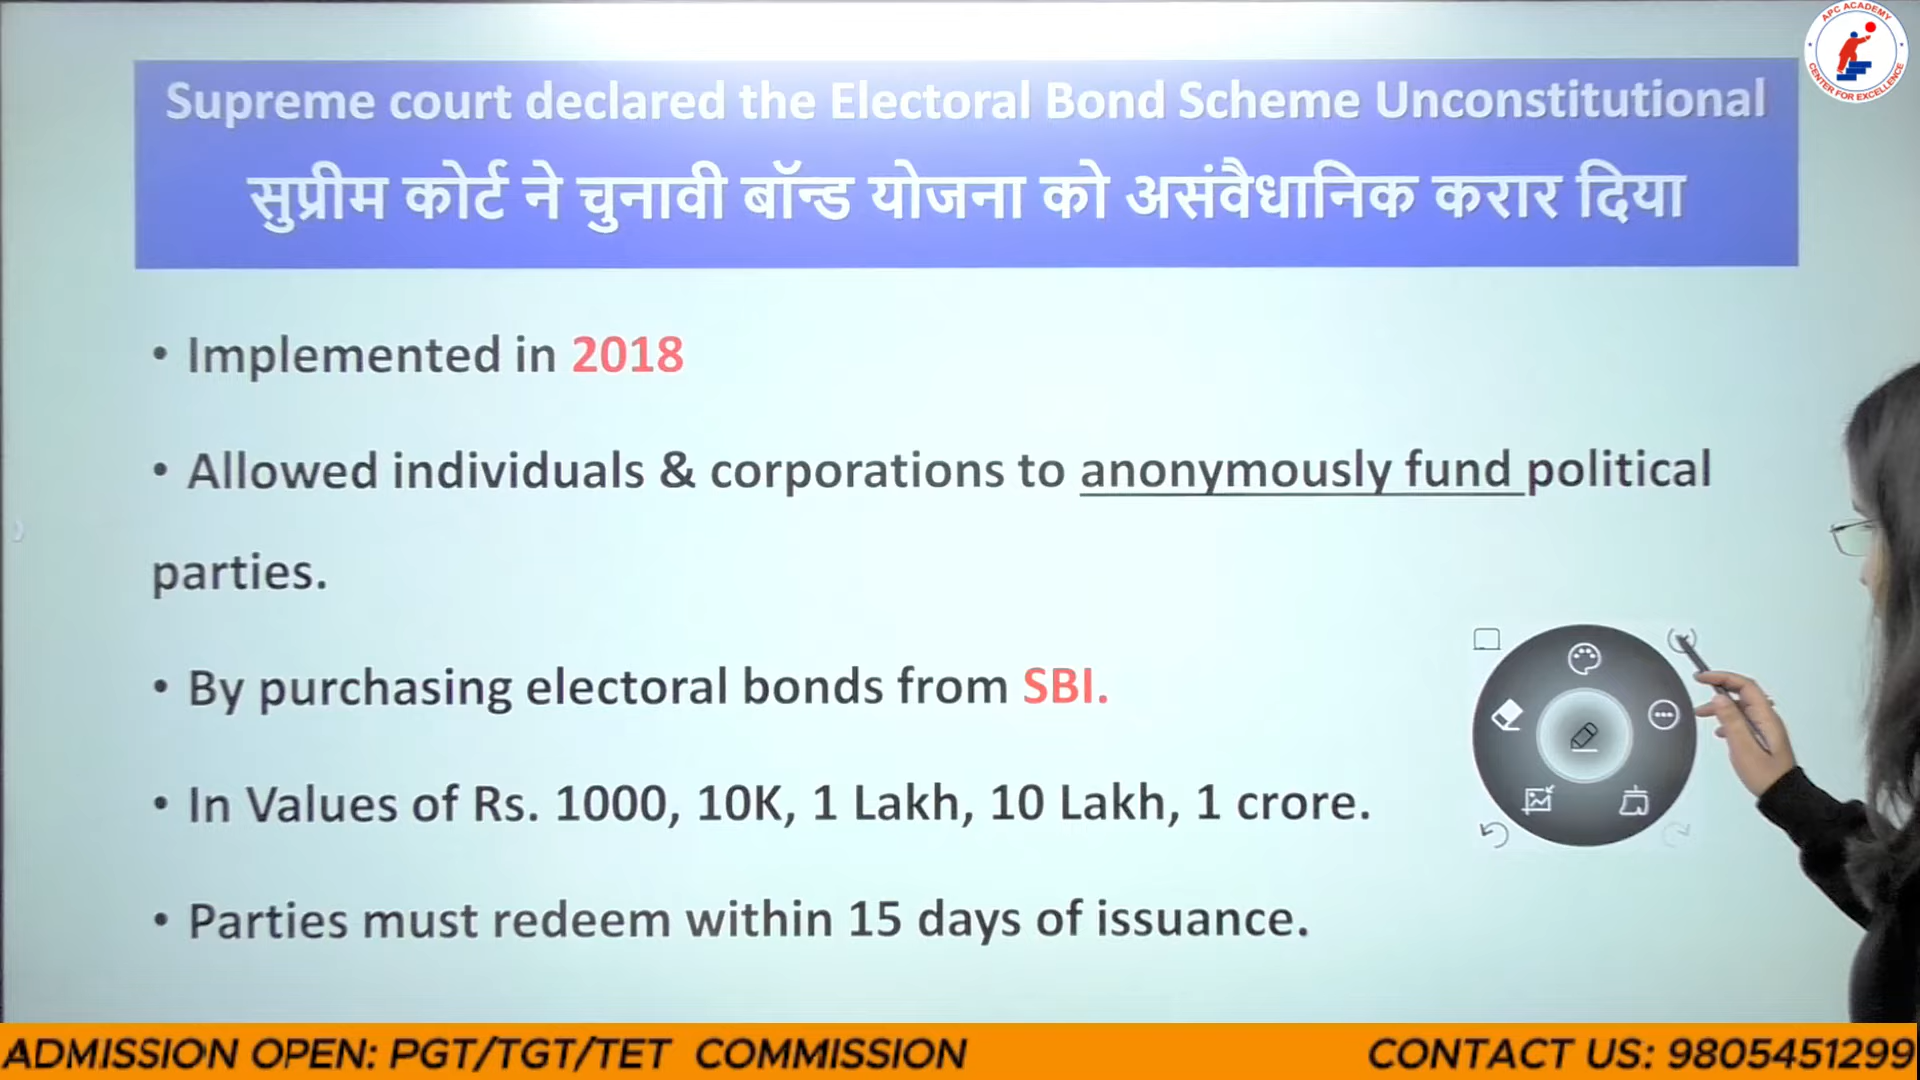 APC ACADEMY
CENTER FOR EXCELLENCE
Supreme court declared the Electoral Bond Scheme Unconstitutional
सुप्रीम कोर्ट ने चुनावी बॉन्ड योजना को असंवैधानिक करार दिया
• Implemented in 2018
• Allowed individuals & corporations to anonymously fund political
parties.
• By purchasing electoral bonds from SBI.
• In Values of Rs. 1000, 10K, 1 Lakh, 10 Lakh, 1 crore.
• Parties must redeem within 15 days of issuance.
ADMISSION OPEN: PGT/TGT/TET COMMISSION
CONTACT US: 9805451299